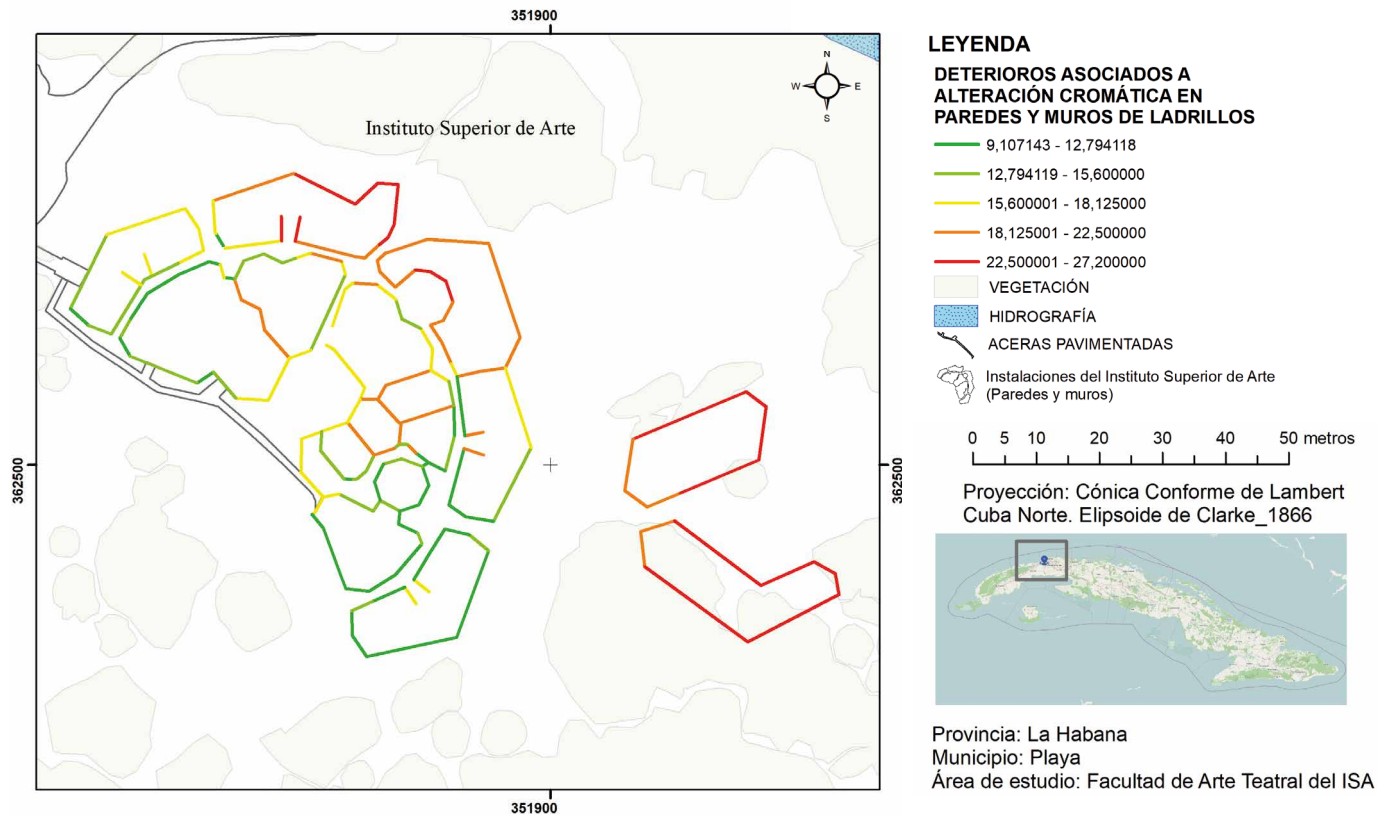 351900
Instituto Superior de Arte
N
W
E
S
362500
362500
351900
LEYENDA
DETERIOROS ASOCIADOS A
ALTERACIÓN CROMÁTICA EN
PAREDES Y MUROS DE LADRILLOS
9,107143 - 12,794118
12,794119 - 15,600000
15,600001 - 18,125000
18,125001 - 22,500000
22,500001 - 27,200000
VEGETACIÓN
HIDROGRAFÍA
ACERAS PAVIMENTADAS
Instalaciones del Instituto Superior de Arte
(Paredes y muros)
0 5 10 20 30 40 50 metros
Proyección: Cónica Conforme de Lambert
Cuba Norte. Elipsoide de Clarke_1866
Provincia: La Habana
Municipio: Playa
Área de estudio: Facultad de Arte Teatral del ISA